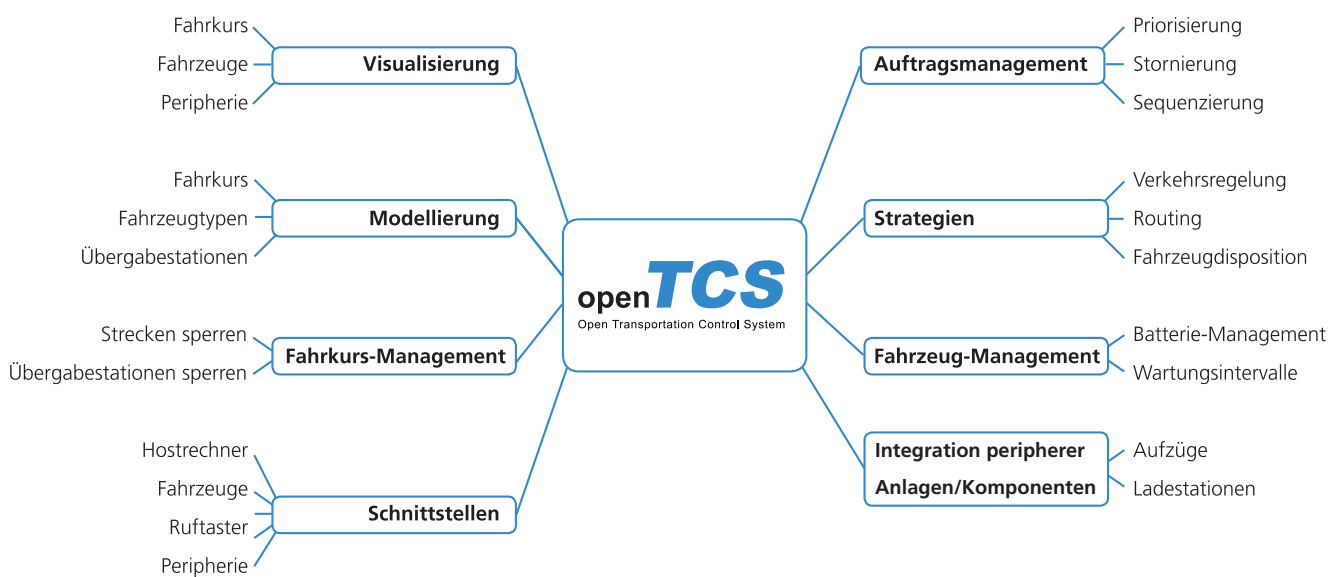 Fahrkurs
Fahrzeuge
Peripherie
Visualisierung
Fahrkurs
Fahrzeugtypen
Übergabestationen
Modellierung
Strecken sperren
Übergabestationen sperren
Fahrkurs-Management
Hostrechner
Fahrzeuge
Ruftaster
Peripherie
Schnittstellen
openTCS
Open Transportation Control System
Auftragsmanagement
Priorisierung
Stornierung
Sequenzierung
Strategien
Verkehrsregelung
Routing
Fahrzeugdisposition
Fahrzeug-Management
Batterie-Management
Wartungsintervalle
Integration peripherer
Anlagen/Komponenten
Aufzüge
Ladestationen